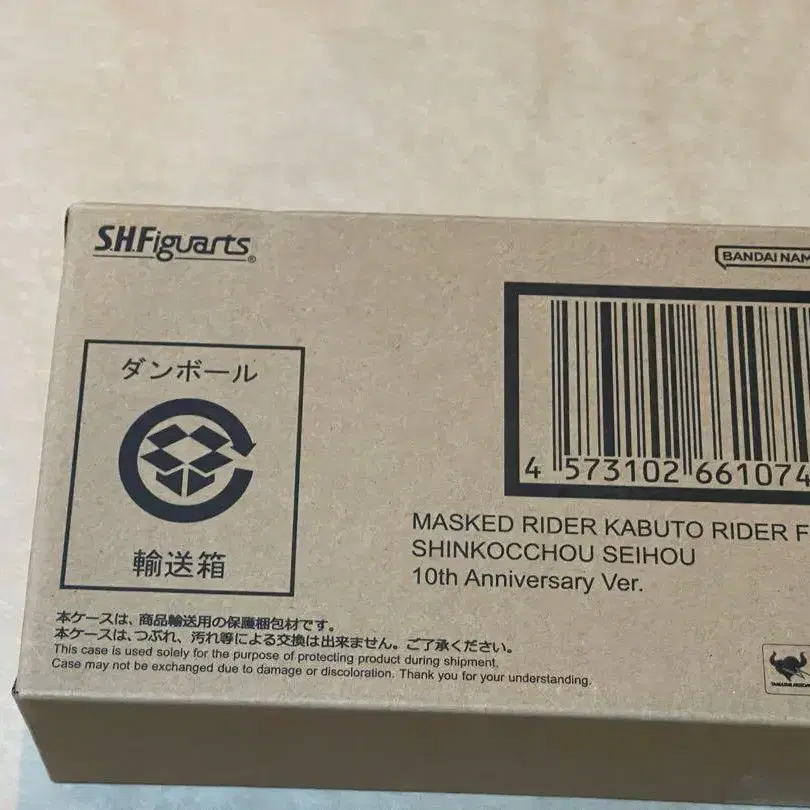 S.H.Figuarts®
BANDAI NAM
ダンボール
輸送箱
4 573102 661074
MASKED RIDER KABUTO RIDER F
SHINKOCCHOU SEIHOU
10th Anniversary Ver.
本ケースは、商品輸送用の保護梱包材です。
本ケースは、つぶれ、汚れ等による交換は出来ません。ご了承ください。
This case is used solely for the purpose of protecting product during shipment.
Case may not be exchanged due to damage or discoloration. Thank you for your understanding.